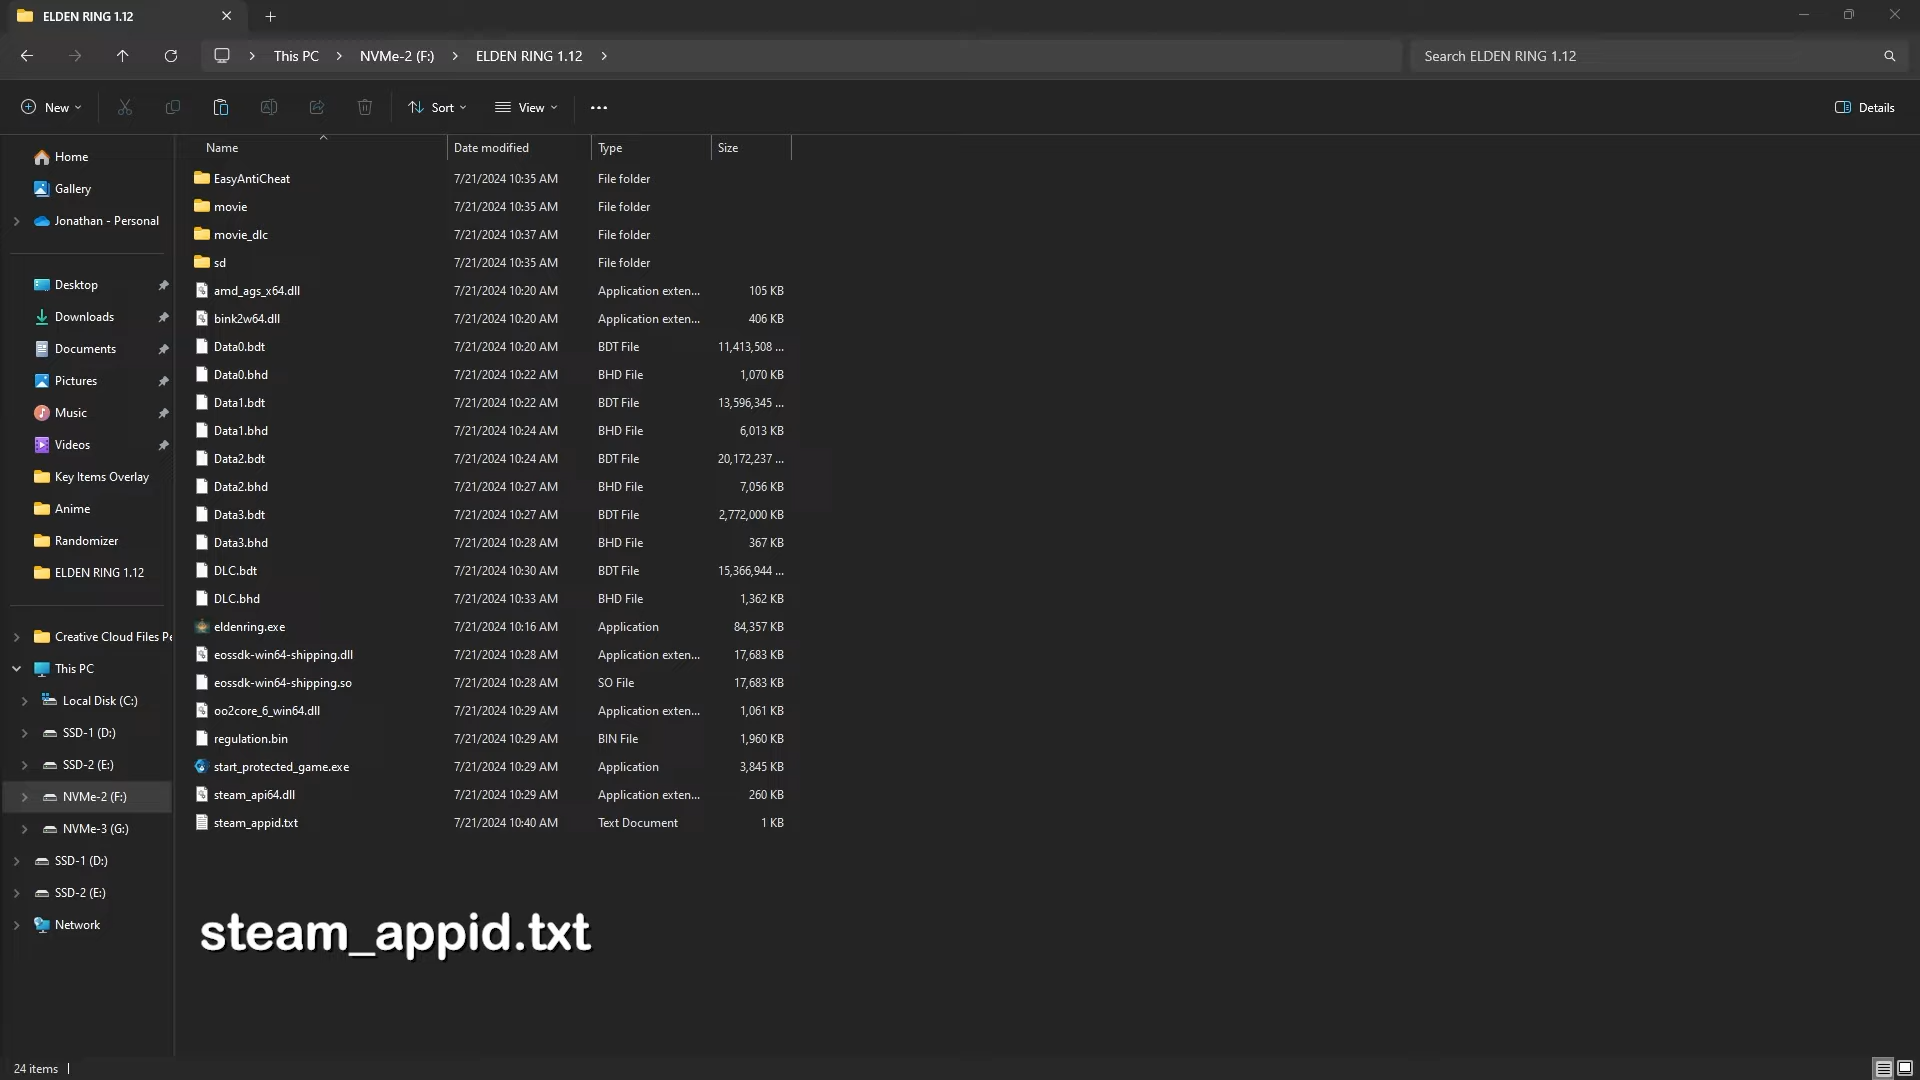 ELDEN RING 1.12
This PC > NVMe-2 (F:) > ELDEN RING 1.12 >
Search ELDEN RING 1.12
New
Sort
View
Details
Home
Gallery
Jonathan - Personal
Desktop
Downloads
Documents
Pictures
Music
Videos
Key Items Overlay
Anime
Randomizer
ELDEN RING 1.12
Creative Cloud Files Pe
This PC
Local Disk (C:)
SSD-1 (D:)
SSD-2 (E:)
NVMe-2 (F:)
NVMe-3 (G:)
SSD-1 (D:)
SSD-2 (E:)
Network
Name Date modified Type Size
EasyAntiCheat 7/21/2024 10:35 AM File folder
movie 7/21/2024 10:35 AM File folder
movie_dlc 7/21/2024 10:37 AM File folder
sd 7/21/2024 10:35 AM File folder
amd_ags_x64.dll 7/21/2024 10:20 AM Application exten... 105 KB
bink2w64.dll 7/21/2024 10:20 AM Application exten... 406 KB
Data0.bdt 7/21/2024 10:20 AM BDT File 11,413,508 ...
Data0.bhd 7/21/2024 10:22 AM BHD File 1,070 KB
Data1.bdt 7/21/2024 10:22 AM BDT File 13,596,345 ...
Data1.bhd 7/21/2024 10:24 AM BHD File 6,013 KB
Data2.bdt 7/21/2024 10:24 AM BDT File 20,172,237 ...
Data2.bhd 7/21/2024 10:27 AM BHD File 7,056 KB
Data3.bdt 7/21/2024 10:27 AM BDT File 2,772,000 KB
Data3.bhd 7/21/2024 10:28 AM BHD File 367 KB
DLC.bdt 7/21/2024 10:30 AM BDT File 15,366,944 ...
DLC.bhd 7/21/2024 10:33 AM BHD File 1,362 KB
eldenring.exe 7/21/2024 10:16 AM Application 84,357 KB
eossdk-win64-shipping.dll 7/21/2024 10:28 AM Application exten... 17,683 KB
eossdk-win64-shipping.so 7/21/2024 10:28 AM SO File 17,683 KB
oo2core_6_win64.dll 7/21/2024 10:29 AM Application exten... 1,061 KB
regulation.bin 7/21/2024 10:29 AM BIN File 1,960 KB
start_protected_game.exe 7/21/2024 10:29 AM Application 3,845 KB
steam_api64.dll 7/21/2024 10:29 AM Application exten... 260 KB
steam_appid.txt 7/21/2024 10:40 AM Text Document 1 KB
steam_appid.txt
24 items